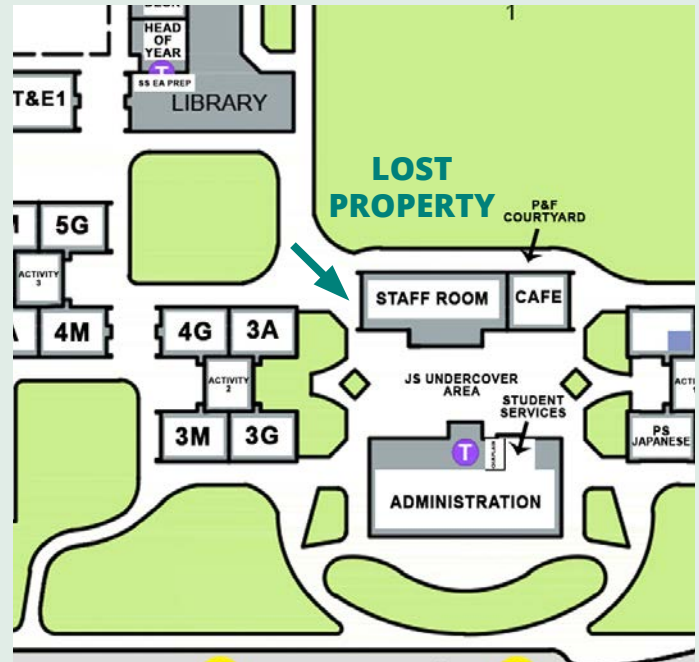 1
HEAD
OF
YEAR
T
SS EA PREP
LIBRARY
T&E1
LOST
PROPERTY
P&F
COURTYARD
5G
ACTIVITY
3
4M
STAFF ROOM
CAFE
4G
3A
ACTIVITY
2
3M
3G
JS UNDERCOVER
AREA
STUDENT
SERVICES
PS
JAPANESE
T
CHAPLAIN
ADMINISTRATION